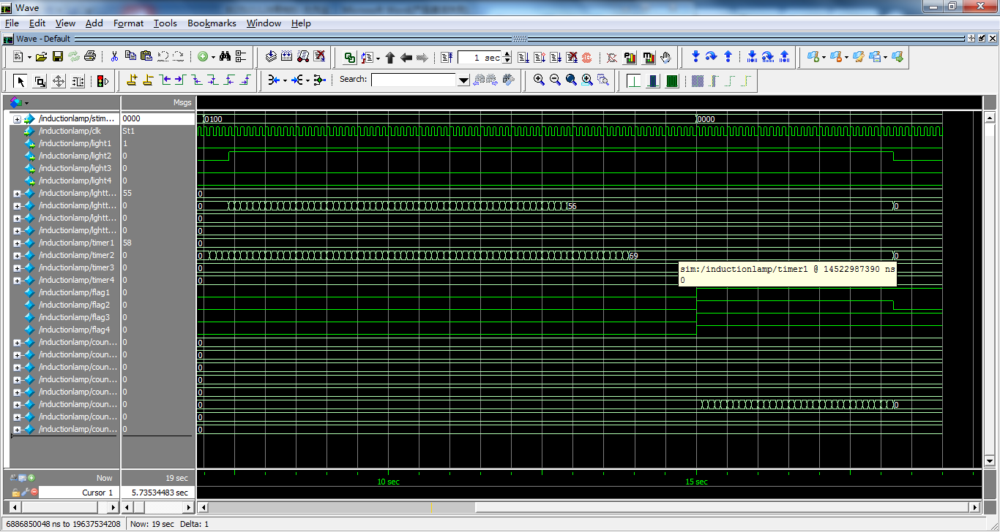 Wave
File Edit View Add Format Tools Bookmarks Window Help
Wave - Default
1 sec
Search:
Msgs
/inductionlamp/stim... 0000 0100 0000
/inductionlamp/clk St1
/inductionlamp/light1 1
/inductionlamp/light2 0
/inductionlamp/light3 0
/inductionlamp/light4 0
/inductionlamp/lghtt... 55 0
/inductionlamp/lghtt... 0 0 56 0
/inductionlamp/lghtt... 0 0
/inductionlamp/lghtt... 0 0
/inductionlamp/timer1 58 0
/inductionlamp/timer2 0 0 69 0
/inductionlamp/timer3 0 0
/inductionlamp/timer4 0 0
sim:/inductionlamp/timer1 @ 14522987390 ns
0
/inductionlamp/flag1 0
/inductionlamp/flag2 0
/inductionlamp/flag3 0
/inductionlamp/flag4 0
/inductionlamp/coun... 0 0
/inductionlamp/coun... 0 0
/inductionlamp/coun... 0 0
/inductionlamp/coun... 0 0
/inductionlamp/coun... 0 0
/inductionlamp/coun... 0 0 0
/inductionlamp/coun... 0 0
/inductionlamp/coun... 0 0
Now 19 sec
10 sec 15 sec
Cursor 1 5.73534483 sec
6886850048 ns to 19637534208 Now: 19 sec Delta: 1